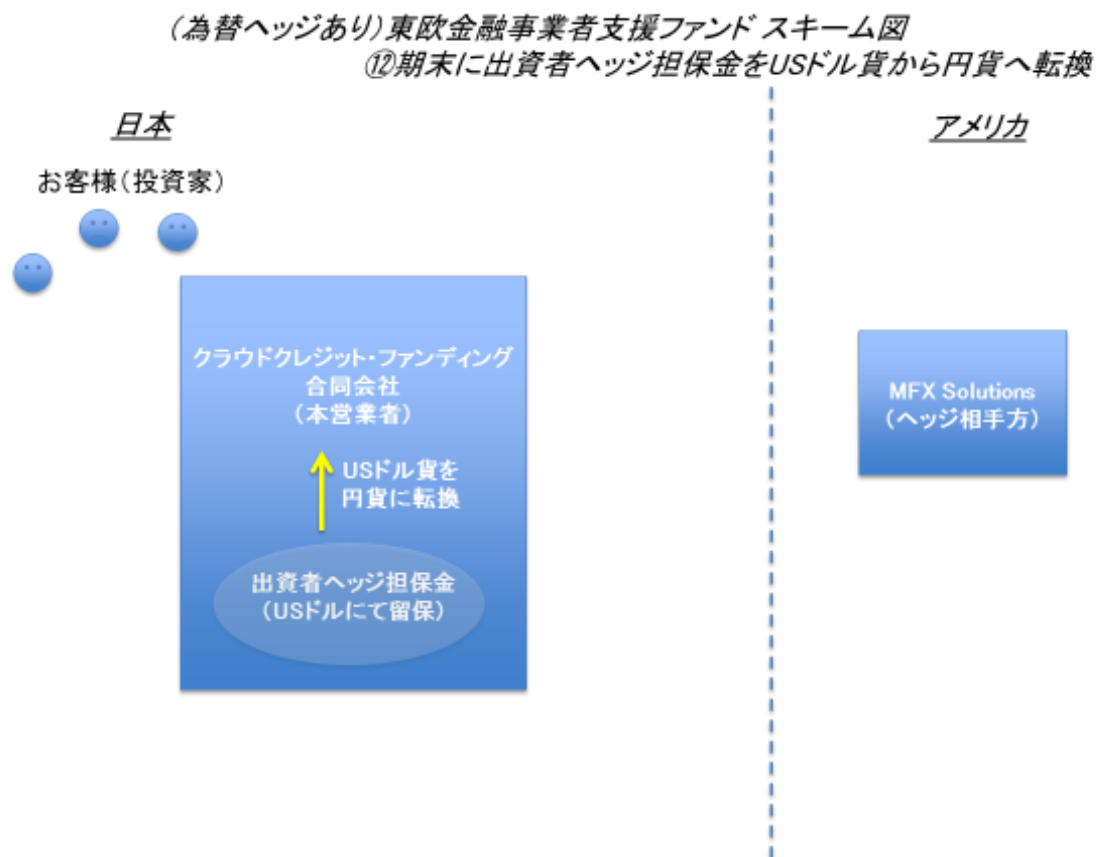 （為替ヘッジあり）東欧金融事業者支援ファンド スキーム図
⑫期末に出資者ヘッジ担保金をUSドル貨から円貨へ転換
日本
アメリカ
お客様（投資家）
クラウドクレジット・ファンディング
合同会社
（本営業者）
USドル貨を
円貨に転換
出資者ヘッジ担保金
（USドルにて留保）
MFX Solutions
（ヘッジ相手方）